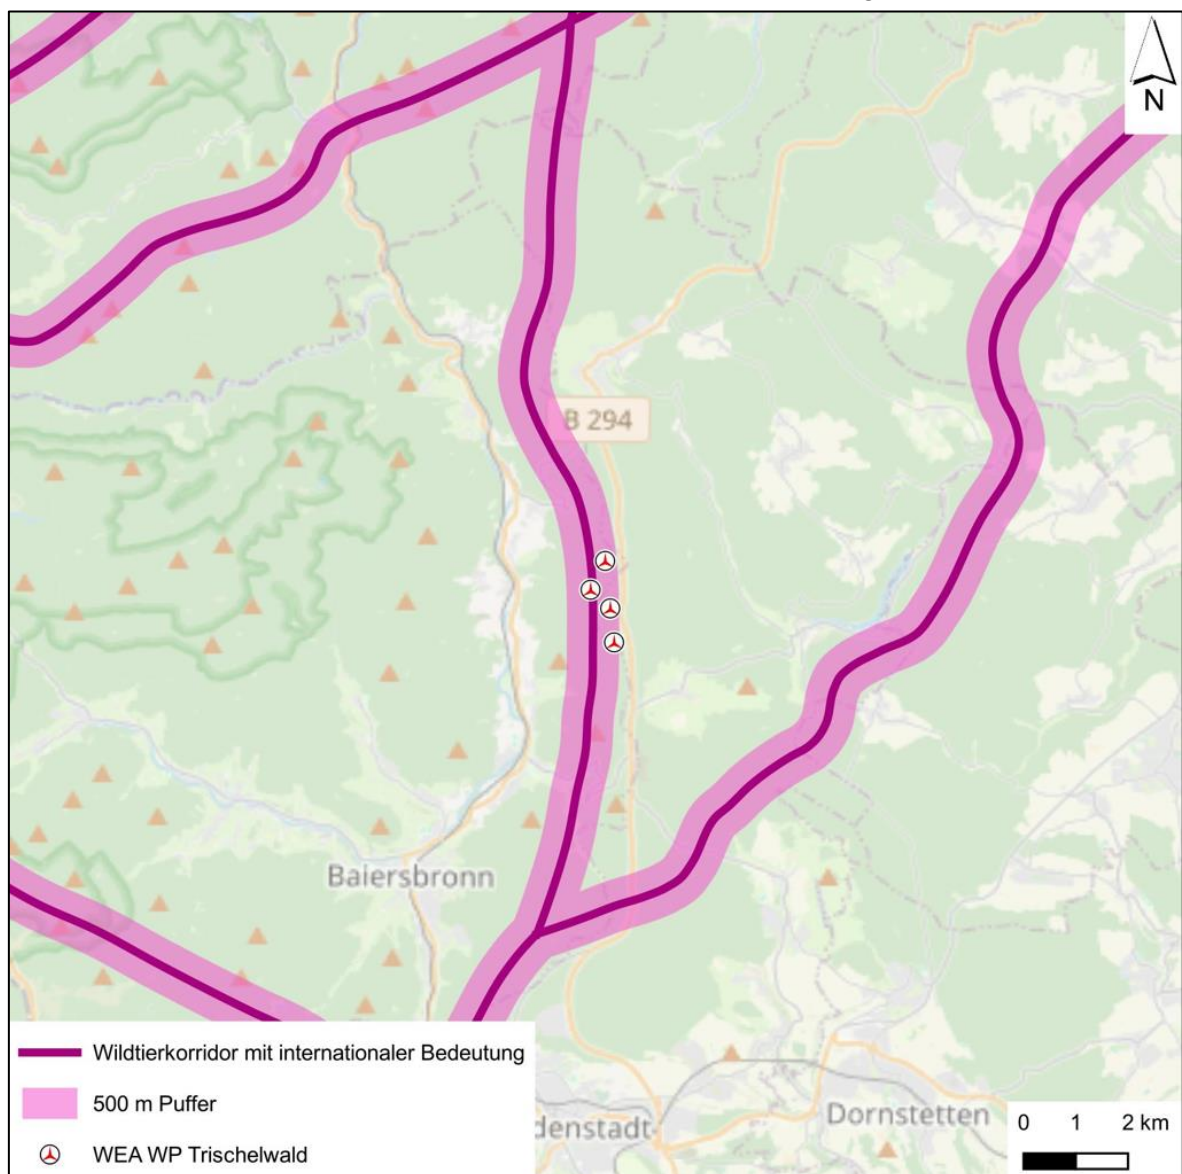 N
B 294
Baiersbronn
Wildtierkorridor mit internationaler Bedeutung
500 m Puffer
WEA WP Trischelwald
denstadt
Dornstetten
0 1 2 km